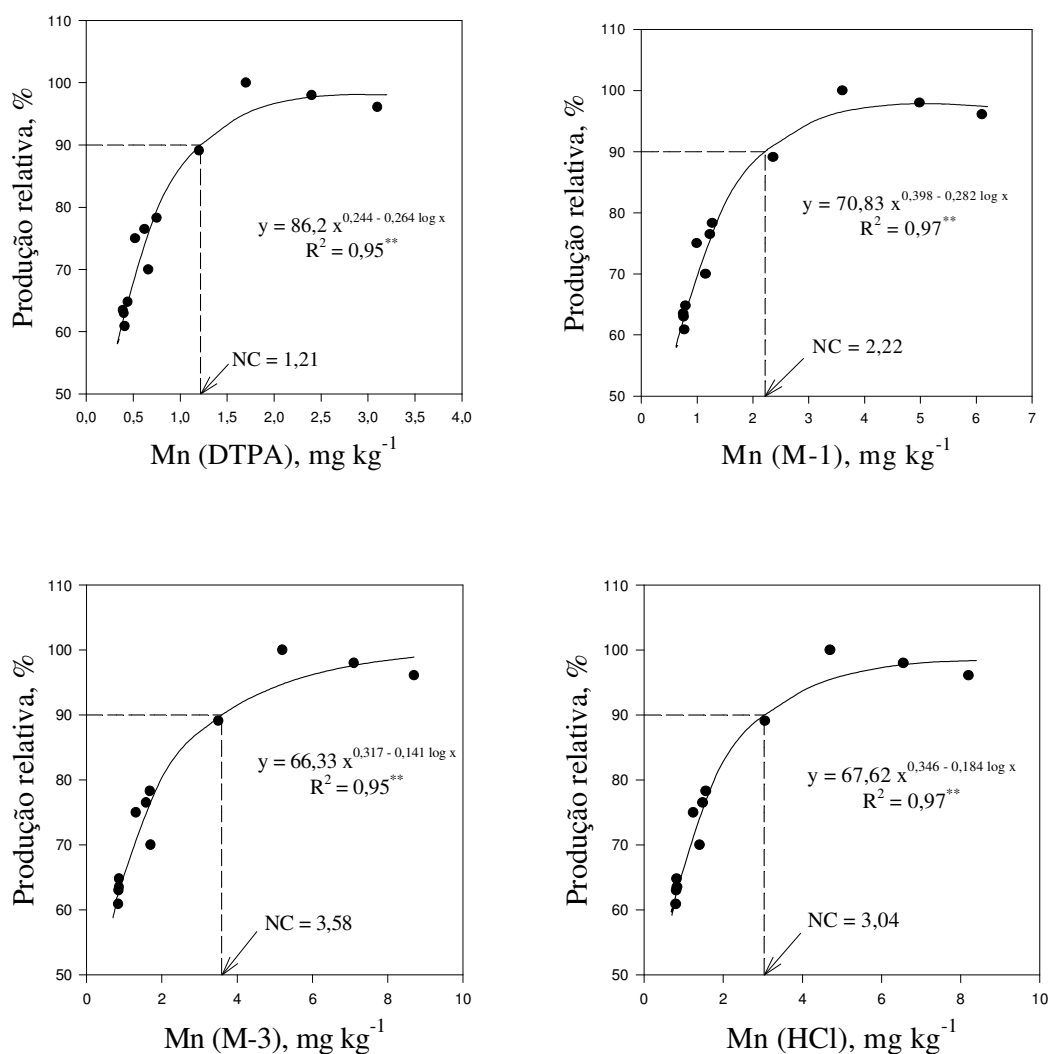 110
100
90
80
70
60
50
Produção relativa, %
y = 86,2 x^0,244 - 0,264 log x
R² = 0,95**
NC = 1,21
0,0 0,5 1,0 1,5 2,0 2,5 3,0 3,5 4,0
Mn (DTPA), mg kg⁻¹
110
100
90
80
70
60
50
Produção relativa, %
y = 70,83 x^0,398 - 0,282 log x
R² = 0,97**
NC = 2,22
0 1 2 3 4 5 6 7
Mn (M-1), mg kg⁻¹
110
100
90
80
70
60
50
Produção relativa, %
y = 66,33 x^0,317 - 0,141 log x
R² = 0,95**
NC = 3,58
0 2 4 6 8 10
Mn (M-3), mg kg⁻¹
110
100
90
80
70
60
50
Produção relativa, %
y = 67,62 x^0,346 - 0,184 log x
R² = 0,97**
NC = 3,04
0 2 4 6 8 10
Mn (HCl), mg kg⁻¹